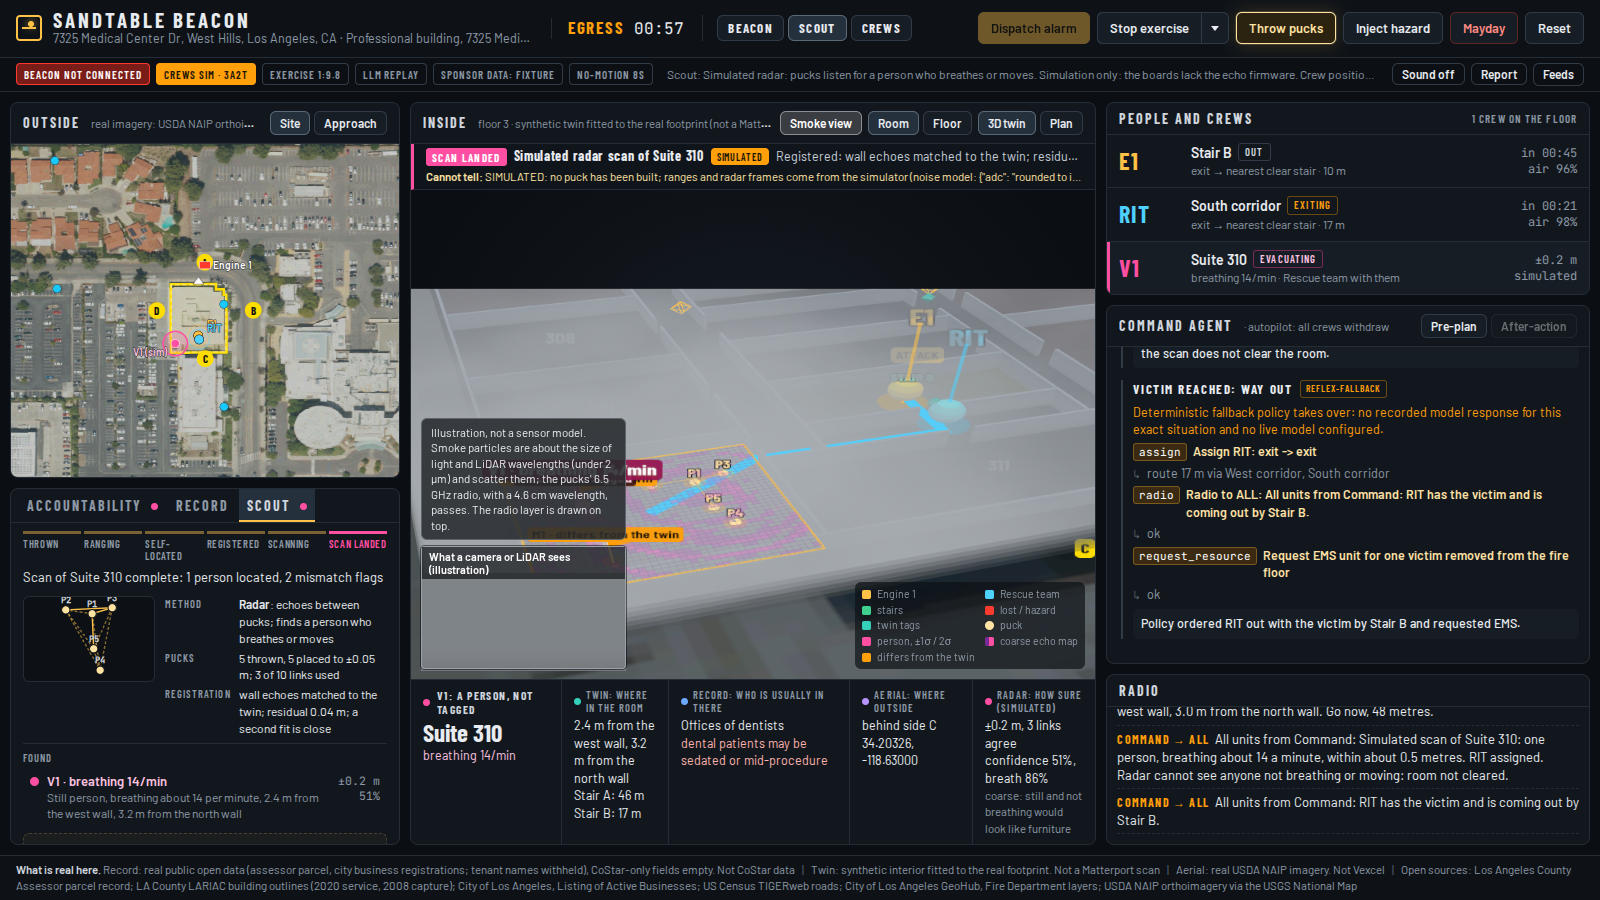 SANDTABLE BEACON
7325 Medical Center Dr, West Hills, Los Angeles, CA · Professional building, 7325 Medi...
EGRESS 00:57
BEACON SCOUT CREWS
Dispatch alarm Stop exercise Throw pucks Inject hazard Mayday Reset
BEACON NOT CONNECTED CREWS SIM · 3A2T EXERCISE 1:9.8 LLM REPLAY SPONSOR DATA: FIXTURE NO-MOTION 8S
Scout: Simulated radar: pucks listen for a person who breathes or moves. Simulation only: the boards lack the echo firmware. Crew positio...
Sound off Report Feeds
OUTSIDE real imagery: USDA NAIP orthoi... Site Approach
Engine 1
D
B
RIT
V1 (sim)
C
ACCOUNTABILITY RECORD SCOUT
THROWN RANGING SELF-LOCATED REGISTERED SCANNING SCAN LANDED
Scan of Suite 310 complete: 1 person located, 2 mismatch flags
P2 P1 P3
P5
P4
METHOD Radar: echoes between
pucks; finds a person who
breathes or moves
PUCKS 5 thrown, 5 placed to ±0.05
m; 3 of 10 links used
REGISTRATION wall echoes matched to the
twin; residual 0.04 m; a
second fit is close
FOUND
V1 · breathing 14/min ±0.2 m
Still person, breathing about 14 per minute, 2.4 m from 51%
the west wall, 3.2 m from the north wall
INSIDE floor 3 · synthetic twin fitted to the real footprint (not a Matt... Smoke view Room Floor 3D twin Plan
SCAN LANDED Simulated radar scan of Suite 310 SIMULATED Registered: wall echoes matched to the twin; residu...
Cannot tell: SIMULATED: no puck has been built; ranges and radar frames come from the simulator (noise model: {"adc": "rounded to i...
308
E1
RIT
ATTACK
311
/min
P1 P3
P5
P4
differs from the twin
C
Illustration, not a sensor model.
Smoke particles are about the size of
light and LiDAR wavelengths (under 2
µm) and scatter them; the pucks' 6.5
GHz radio, with a 4.6 cm wavelength,
passes. The radio layer is drawn on
top.
What a camera or LiDAR sees
(illustration)
Engine 1 Rescue team
stairs lost / hazard
twin tags puck
person, ±1σ / 2σ coarse echo map
differs from the twin
V1: A PERSON, NOT
TAGGED
Suite 310
breathing 14/min
TWIN: WHERE
IN THE ROOM
2.4 m from the
west wall, 3.2
m from the
north wall
Stair A: 46 m
Stair B: 17 m
RECORD: WHO IS USUALLY IN
THERE
Offices of dentists
dental patients may be
sedated or mid-procedure
AERIAL: WHERE
OUTSIDE
behind side C
34.20326,
-118.63000
RADAR: HOW SURE
(SIMULATED)
±0.2 m, 3 links
agree
confidence 51%,
breath 86%
coarse: still and not
breathing would
look like furniture
PEOPLE AND CREWS 1 CREW ON THE FLOOR
E1 Stair B OUT in 00:45
exit → nearest clear stair · 10 m air 96%
RIT South corridor EXITING in 00:21
exit → nearest clear stair · 17 m air 98%
V1 Suite 310 EVACUATING ±0.2 m
breathing 14/min · Rescue team with them simulated
COMMAND AGENT · autopilot: all crews withdraw Pre-plan After-action
the scan does not clear the room.
VICTIM REACHED: WAY OUT REFLEX-FALLBACK
Deterministic fallback policy takes over: no recorded model response for this
exact situation and no live model configured.
assign Assign RIT: exit -> exit
↳ route 17 m via West corridor, South corridor
radio Radio to ALL: All units from Command: RIT has the victim and is
coming out by Stair B.
↳ ok
request_resource Request EMS unit for one victim removed from the fire
floor
↳ ok
Policy ordered RIT out with the victim by Stair B and requested EMS.
RADIO
west wall, 3.0 m from the north wall. Go now, 48 metres.
COMMAND → ALL All units from Command: Simulated scan of Suite 310: one
person, breathing about 14 a minute, within about 0.5 metres. RIT assigned.
Radar cannot see anyone not breathing or moving: room not cleared.
COMMAND → ALL All units from Command: RIT has the victim and is coming out by
Stair B.
What is real here. Record: real public open data (assessor parcel, city business registrations; tenant names withheld), CoStar-only fields empty. Not CoStar data | Twin: synthetic interior fitted to the real footprint. Not a Matterport scan | Aerial: real USDA NAIP imagery. Not Vexcel | Open sources: Los Angeles County
Assessor parcel record; LA County LARIAC building outlines (2020 service, 2008 capture); City of Los Angeles, Listing of Active Businesses; US Census TIGERweb roads; City of Los Angeles GeoHub, Fire Department layers; USDA NAIP orthoimagery via the USGS National Map